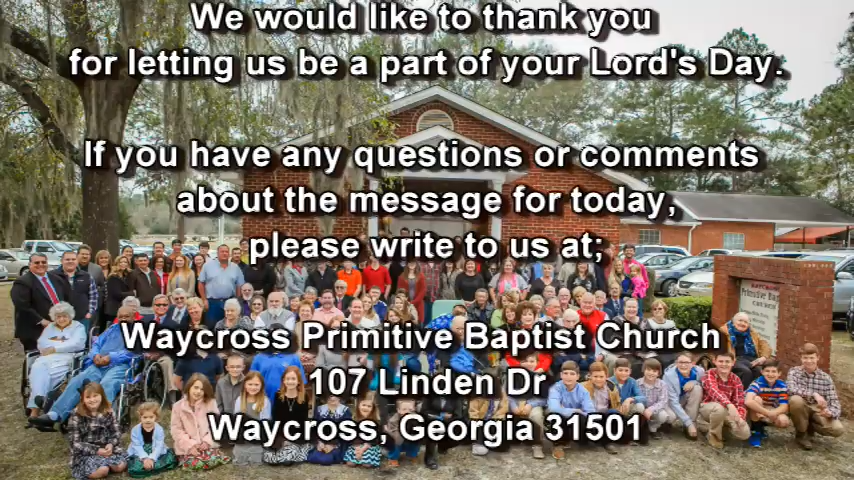 We would like to thank you
for letting us be a part of your Lord's Day.
If you have any questions or comments
about the message for today,
please write to us at;
Waycross Primitive Baptist Church
107 Linden Dr
Waycross, Georgia 31501
Primitive Baptist